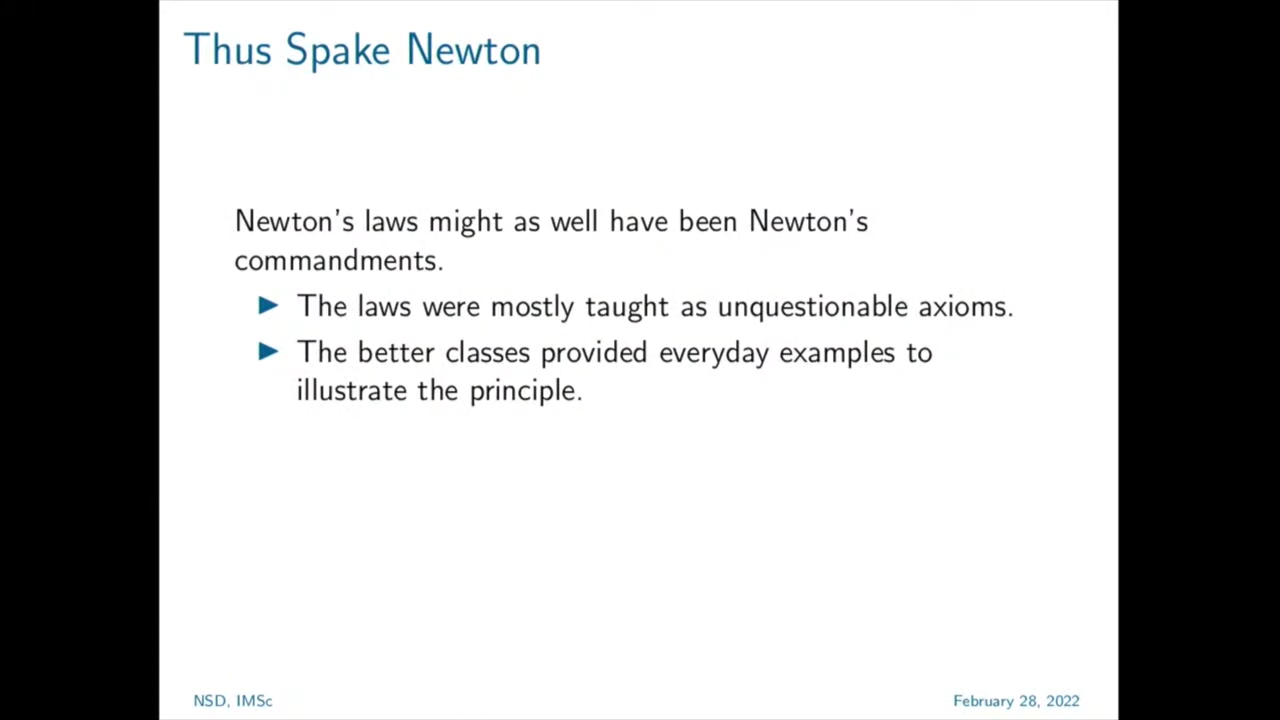 Thus Spake Newton
Newton's laws might as well have been Newton's
commandments.
▶ The laws were mostly taught as unquestionable axioms.
▶ The better classes provided everyday examples to
illustrate the principle.
NSD, IMSc
February 28, 2022